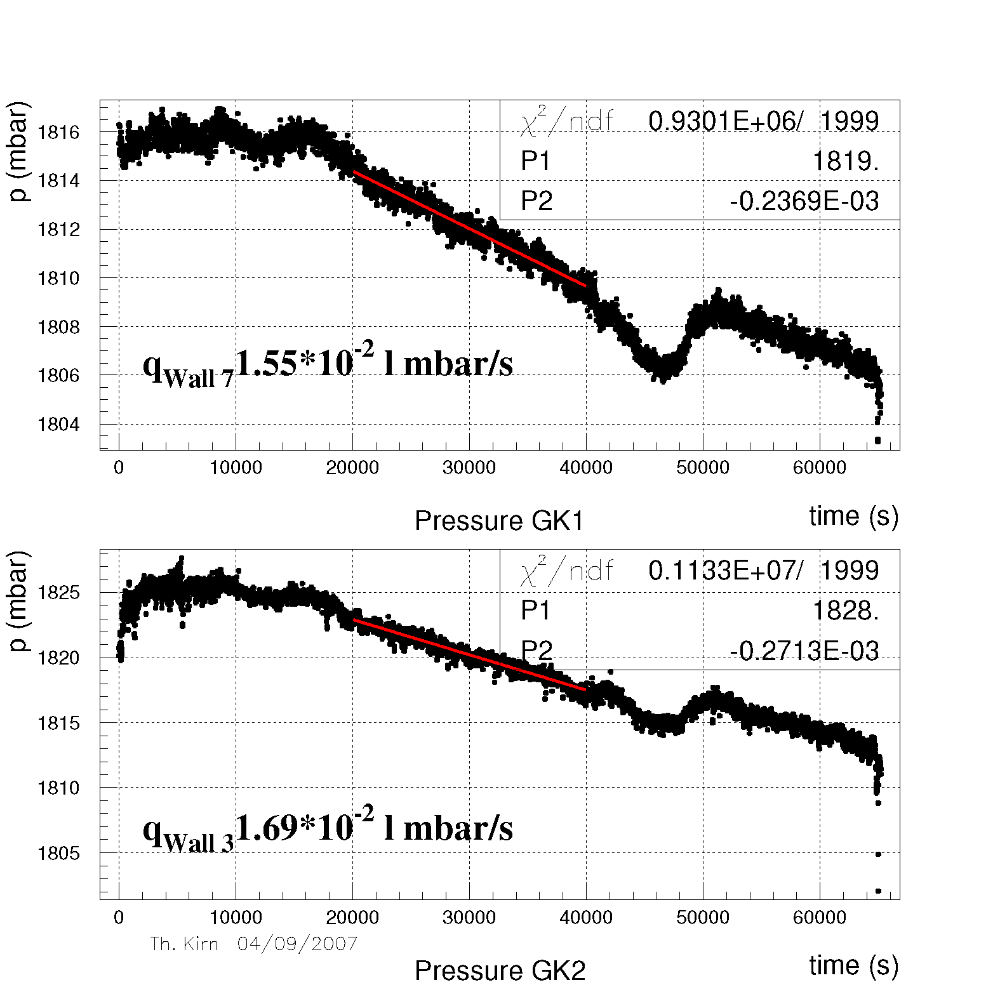 p (mbar)
1816
1814
1812
1810
1808
1806
1804
χ²/ndf 0.9301E+06/ 1999
P1 1819.
P2 -0.2369E-03
qWall 7 1.55*10-2 l mbar/s
0 10000 20000 30000 40000 50000 60000
time (s)
Pressure GK1
p (mbar)
1825
1820
1815
1810
1805
χ²/ndf 0.1133E+07/ 1999
P1 1828.
P2 -0.2713E-03
qWall 3 1.69*10-2 l mbar/s
0 10000 20000 30000 40000 50000 60000
Th. Kirn 04/09/2007
time (s)
Pressure GK2